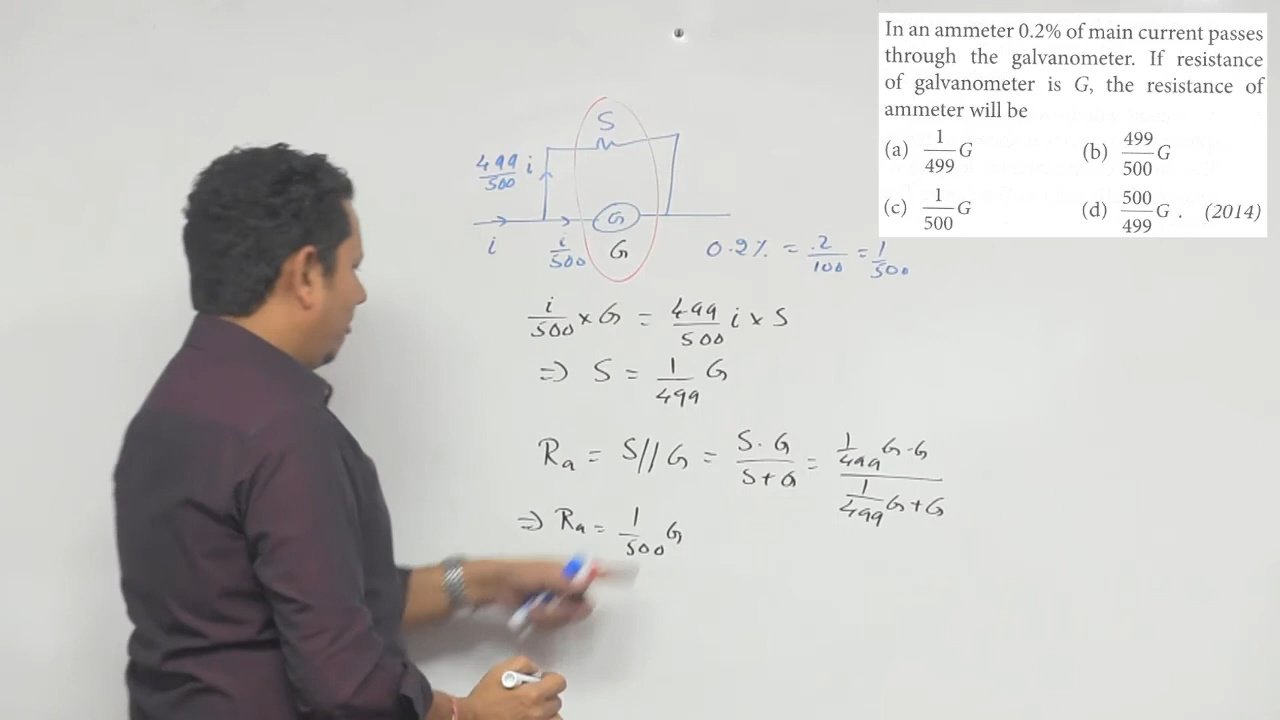 In an ammeter 0.2% of main current passes
through the galvanometer. If resistance
of galvanometer is G, the resistance of
ammeter will be
(a) 1/499 G (b) 499/500 G
(c) 1/500 G (d) 500/499 G . (2014)
S
499/500 i
G
i i/500 G 0.2% = .2/100 = 1/500
i/500 × G = 499/500 i × S
⇒ S = 1/499 G
Ra = S//G = S·G/S+G = 1/499 G·G / 1/499 G+G
⇒ Ra = 1/500 G